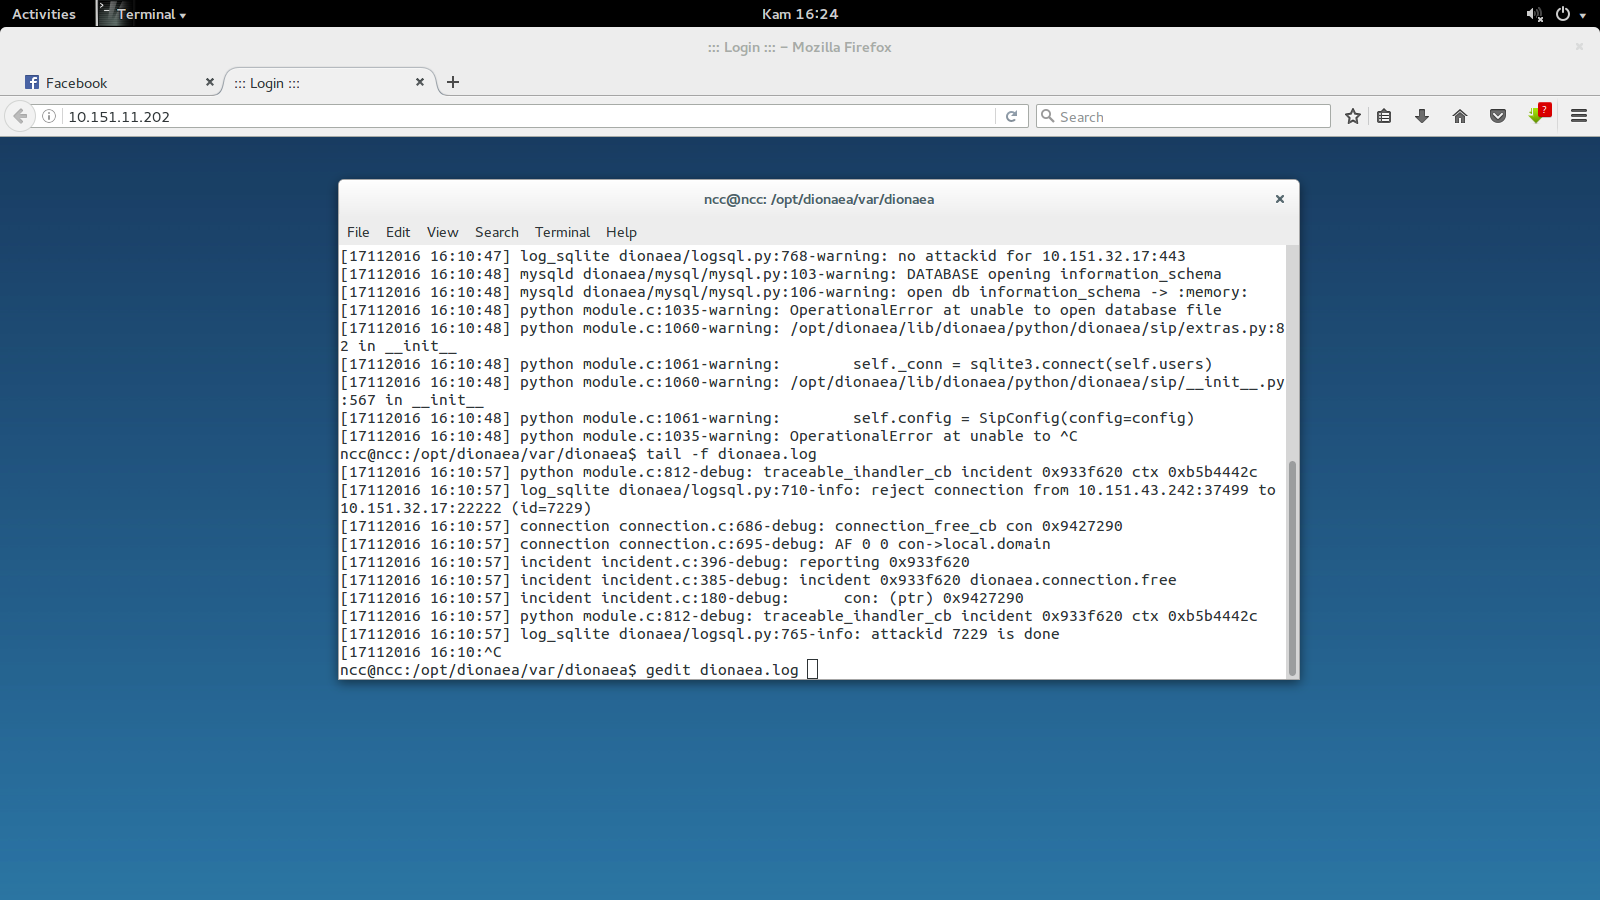 Activities
Terminal
Kam 16:24
::: Login ::: - Mozilla Firefox
Facebook
::: Login :::
10.151.11.202
Search
?
ncc@ncc: /opt/dionaea/var/dionaea
File Edit View Search Terminal Help
[17112016 16:10:47] log_sqlite dionaea/logsql.py:768-warning: no attackid for 10.151.32.17:443
[17112016 16:10:48] mysqld dionaea/mysql/mysql.py:103-warning: DATABASE opening information_schema
[17112016 16:10:48] mysqld dionaea/mysql/mysql.py:106-warning: open db information_schema -> :memory:
[17112016 16:10:48] python module.c:1035-warning: OperationalError at unable to open database file
[17112016 16:10:48] python module.c:1060-warning: /opt/dionaea/lib/dionaea/python/dionaea/sip/extras.py:8
2 in __init__
[17112016 16:10:48] python module.c:1061-warning:        self._conn = sqlite3.connect(self.users)
[17112016 16:10:48] python module.c:1060-warning: /opt/dionaea/lib/dionaea/python/dionaea/sip/__init__.py
:567 in __init__
[17112016 16:10:48] python module.c:1061-warning:        self.config = SipConfig(config=config)
[17112016 16:10:48] python module.c:1035-warning: OperationalError at unable to ^C
ncc@ncc:/opt/dionaea/var/dionaea$ tail -f dionaea.log
[17112016 16:10:57] python module.c:812-debug: traceable_ihandler_cb incident 0x933f620 ctx 0xb5b4442c
[17112016 16:10:57] log_sqlite dionaea/logsql.py:710-info: reject connection from 10.151.43.242:37499 to
10.151.32.17:22222 (id=7229)
[17112016 16:10:57] connection connection.c:686-debug: connection_free_cb con 0x9427290
[17112016 16:10:57] connection connection.c:695-debug: AF 0 0 con->local.domain
[17112016 16:10:57] incident incident.c:396-debug: reporting 0x933f620
[17112016 16:10:57] incident incident.c:385-debug: incident 0x933f620 dionaea.connection.free
[17112016 16:10:57] incident incident.c:180-debug:      con: (ptr) 0x9427290
[17112016 16:10:57] python module.c:812-debug: traceable_ihandler_cb incident 0x933f620 ctx 0xb5b4442c
[17112016 16:10:57] log_sqlite dionaea/logsql.py:765-info: attackid 7229 is done
[17112016 16:10:^C
ncc@ncc:/opt/dionaea/var/dionaea$ gedit dionaea.log